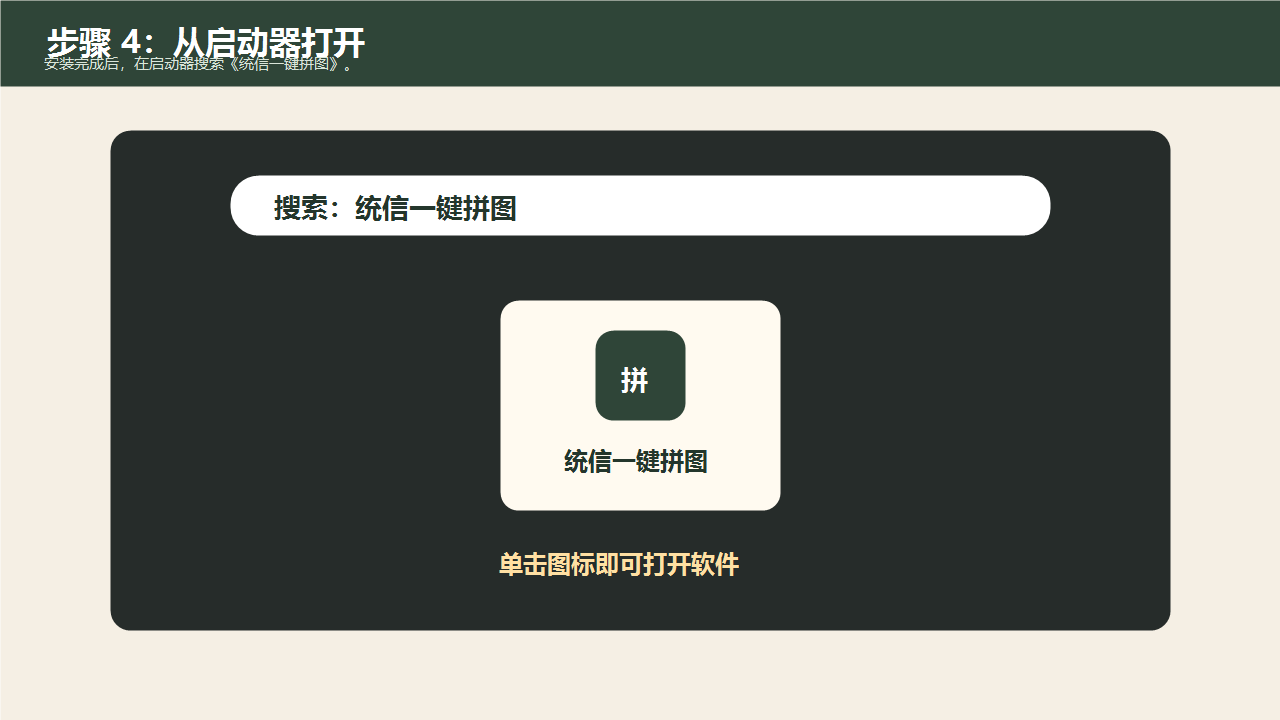 步骤 4：从启动器打开
安装完成后，在启动器搜索《统信一键拼图》。
搜索：统信一键拼图
拼
统信一键拼图
单击图标即可打开软件